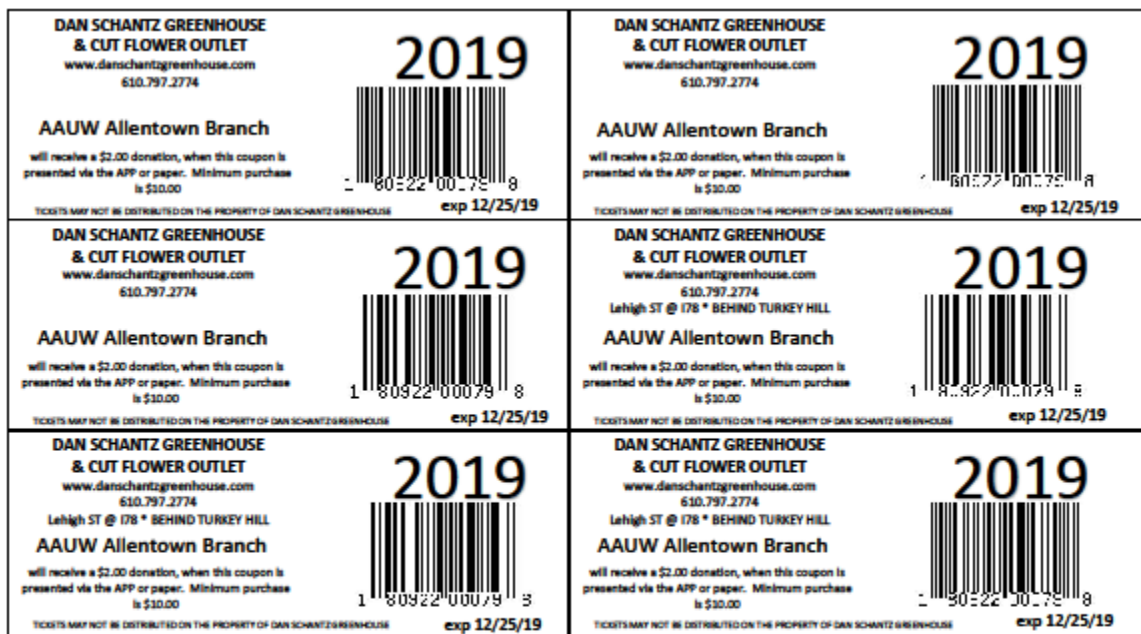 DAN SCHANTZ GREENHOUSE
& CUT FLOWER OUTLET
www.danschantzgreenhouse.com
610.797.2774
2019
AAUW Allentown Branch
will receive a $2.00 donation, when this coupon is
presented via the APP or paper. Minimum purchase
is $10.00
1 80922 00079 8
exp 12/25/19
TICKETS MAY NOT BE DISTRIBUTED ON THE PROPERTY OF DAN SCHANTZ GREENHOUSE
DAN SCHANTZ GREENHOUSE
& CUT FLOWER OUTLET
www.danschantzgreenhouse.com
610.797.2774
2019
AAUW Allentown Branch
will receive a $2.00 donation, when this coupon is
presented via the APP or paper. Minimum purchase
is $10.00
1 80922 00079 8
exp 12/25/19
TICKETS MAY NOT BE DISTRIBUTED ON THE PROPERTY OF DAN SCHANTZ GREENHOUSE
DAN SCHANTZ GREENHOUSE
& CUT FLOWER OUTLET
www.danschantzgreenhouse.com
610.797.2774
2019
AAUW Allentown Branch
will receive a $2.00 donation, when this coupon is
presented via the APP or paper. Minimum purchase
is $10.00
1 80922 00079 8
exp 12/25/19
TICKETS MAY NOT BE DISTRIBUTED ON THE PROPERTY OF DAN SCHANTZ GREENHOUSE
DAN SCHANTZ GREENHOUSE
& CUT FLOWER OUTLET
www.danschantzgreenhouse.com
610.797.2774
Lehigh ST @ I78 * BEHIND TURKEY HILL
2019
AAUW Allentown Branch
will receive a $2.00 donation, when this coupon is
presented via the APP or paper. Minimum purchase
is $10.00
1 80922 00079 8
exp 12/25/19
TICKETS MAY NOT BE DISTRIBUTED ON THE PROPERTY OF DAN SCHANTZ GREENHOUSE
DAN SCHANTZ GREENHOUSE
& CUT FLOWER OUTLET
www.danschantzgreenhouse.com
610.797.2774
Lehigh ST @ I78 * BEHIND TURKEY HILL
2019
AAUW Allentown Branch
will receive a $2.00 donation, when this coupon is
presented via the APP or paper. Minimum purchase
is $10.00
1 80922 00079 8
exp 12/25/19
TICKETS MAY NOT BE DISTRIBUTED ON THE PROPERTY OF DAN SCHANTZ GREENHOUSE
DAN SCHANTZ GREENHOUSE
& CUT FLOWER OUTLET
www.danschantzgreenhouse.com
610.797.2774
Lehigh ST @ I78 * BEHIND TURKEY HILL
2019
AAUW Allentown Branch
will receive a $2.00 donation, when this coupon is
presented via the APP or paper. Minimum purchase
is $10.00
1 80922 00079 8
exp 12/25/19
TICKETS MAY NOT BE DISTRIBUTED ON THE PROPERTY OF DAN SCHANTZ GREENHOUSE